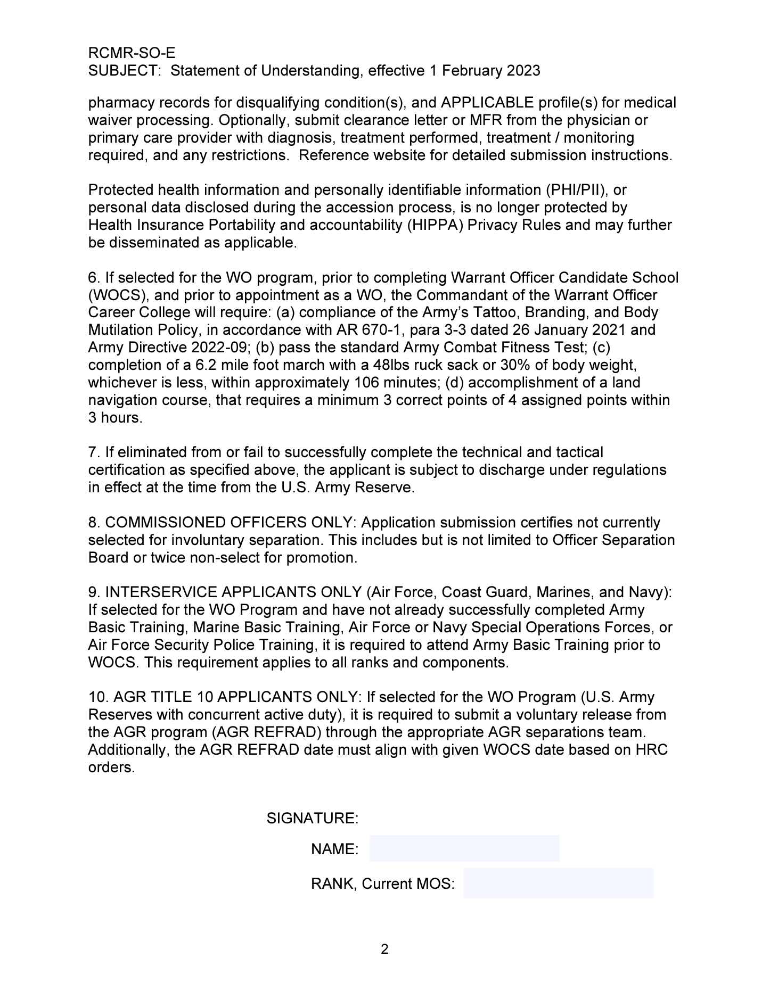 RCMR-SO-E
SUBJECT:  Statement of Understanding, effective 1 February 2023
pharmacy records for disqualifying condition(s), and APPLICABLE profile(s) for medical
waiver processing. Optionally, submit clearance letter or MFR from the physician or
primary care provider with diagnosis, treatment performed, treatment / monitoring
required, and any restrictions.  Reference website for detailed submission instructions.
Protected health information and personally identifiable information (PHI/PII), or
personal data disclosed during the accession process, is no longer protected by
Health Insurance Portability and accountability (HIPPA) Privacy Rules and may further
be disseminated as applicable.
6. If selected for the WO program, prior to completing Warrant Officer Candidate School
(WOCS), and prior to appointment as a WO, the Commandant of the Warrant Officer
Career College will require: (a) compliance of the Army’s Tattoo, Branding, and Body
Mutilation Policy, in accordance with AR 670-1, para 3-3 dated 26 January 2021 and
Army Directive 2022-09; (b) pass the standard Army Combat Fitness Test; (c)
completion of a 6.2 mile foot march with a 48lbs ruck sack or 30% of body weight,
whichever is less, within approximately 106 minutes; (d) accomplishment of a land
navigation course, that requires a minimum 3 correct points of 4 assigned points within
3 hours.
7. If eliminated from or fail to successfully complete the technical and tactical
certification as specified above, the applicant is subject to discharge under regulations
in effect at the time from the U.S. Army Reserve.
8. COMMISSIONED OFFICERS ONLY: Application submission certifies not currently
selected for involuntary separation. This includes but is not limited to Officer Separation
Board or twice non-select for promotion.
9. INTERSERVICE APPLICANTS ONLY (Air Force, Coast Guard, Marines, and Navy):
If selected for the WO Program and have not already successfully completed Army
Basic Training, Marine Basic Training, Air Force or Navy Special Operations Forces, or
Air Force Security Police Training, it is required to attend Army Basic Training prior to
WOCS. This requirement applies to all ranks and components.
10. AGR TITLE 10 APPLICANTS ONLY: If selected for the WO Program (U.S. Army
Reserves with concurrent active duty), it is required to submit a voluntary release from
the AGR program (AGR REFRAD) through the appropriate AGR separations team.
Additionally, the AGR REFRAD date must align with given WOCS date based on HRC
orders.
SIGNATURE:
NAME:
RANK, Current MOS:
2